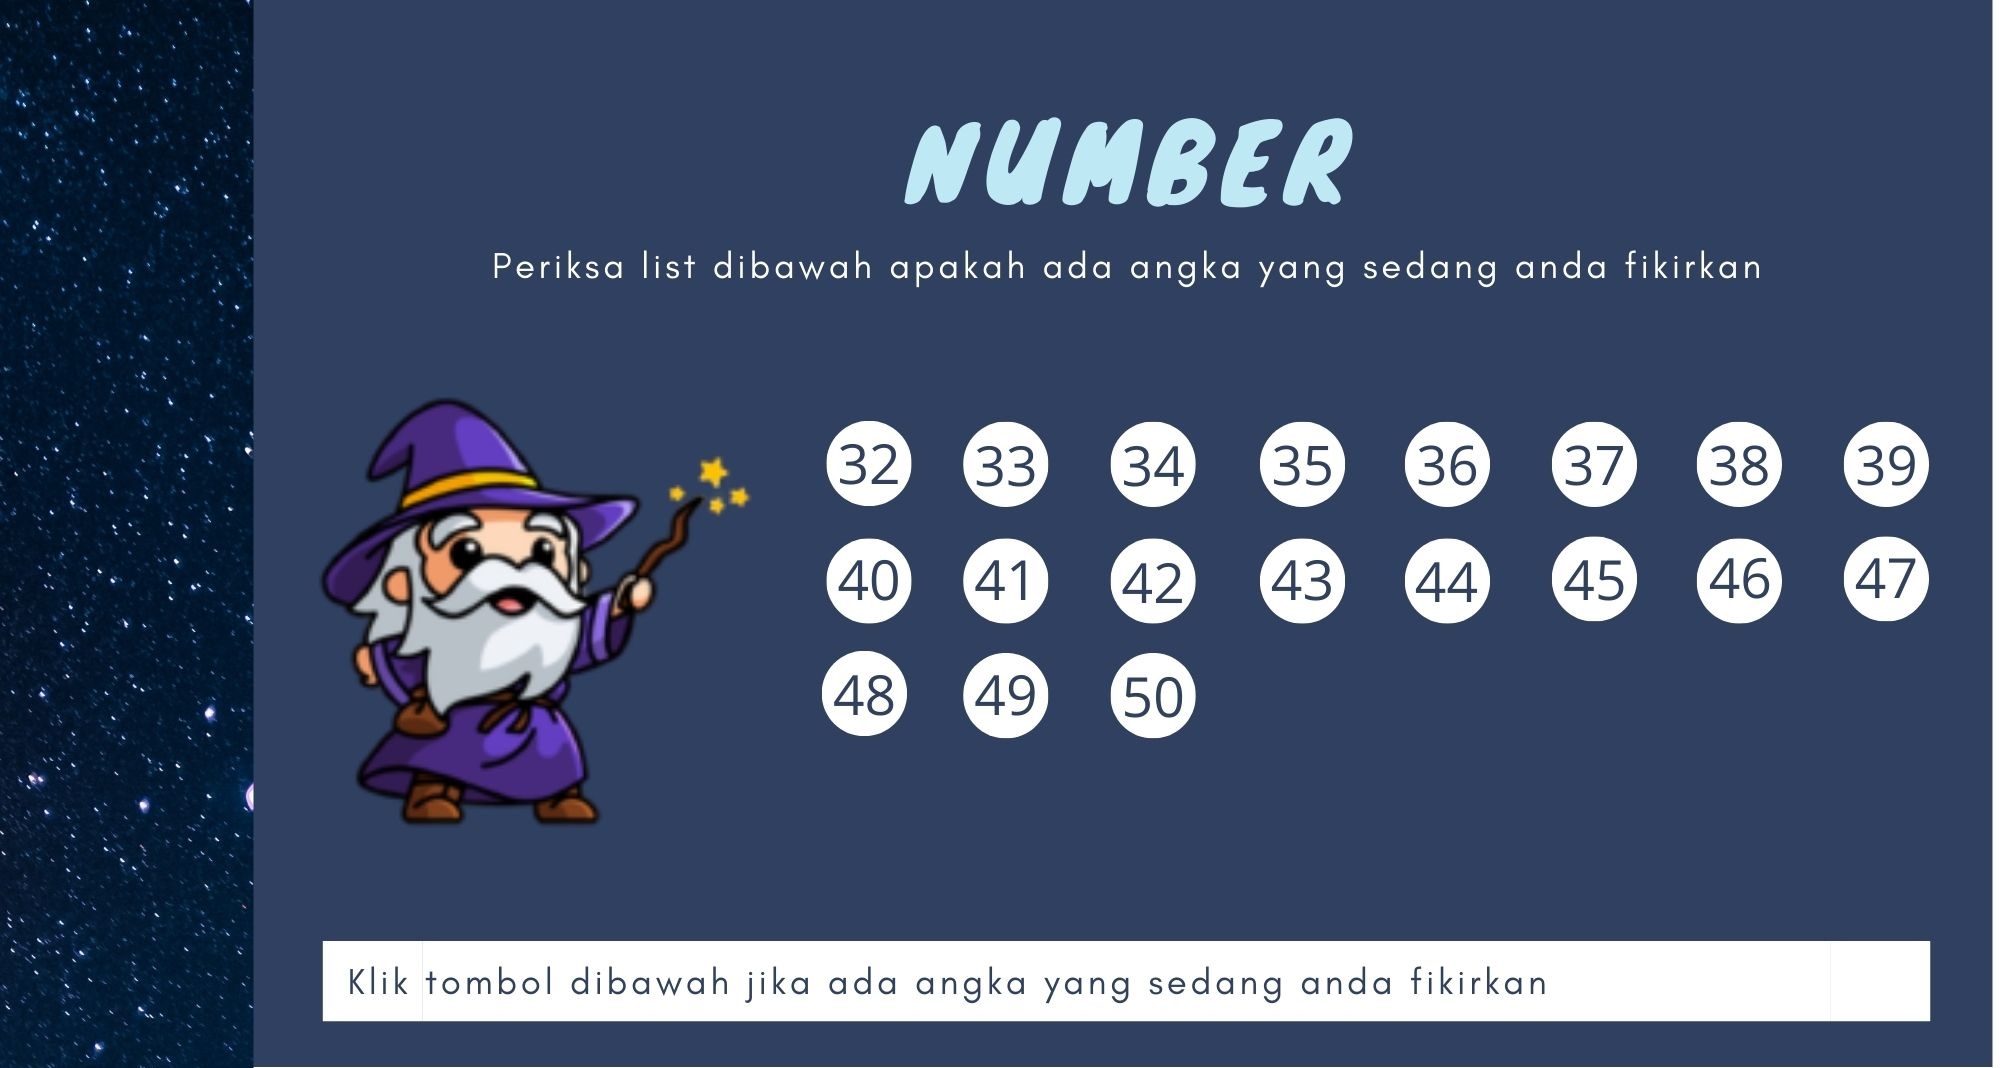 NUMBER
Periksa list dibawah apakah ada angka yang sedang anda fikirkan
32 33 34 35 36 37 38 39
40 41 42 43 44 45 46 47
48 49 50
Klik tombol dibawah jika ada angka yang sedang anda fikirkan